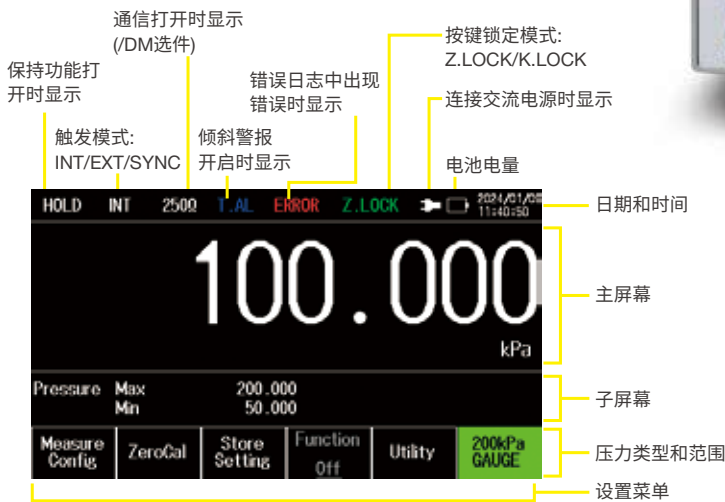 通信打开时显示
(/DM选件)
按键锁定模式:
Z.LOCK/K.LOCK
保持功能打
开时显示
错误日志中出现
错误时显示
连接交流电源时显示
触发模式:
INT/EXT/SYNC
倾斜警报
开启时显示
电池电量
HOLD INT 250Ω T.AL ERROR Z.LOCK 2024/01/0
11:40:50
日期和时间
100.000
主屏幕
kPa
Pressure Max 200.000
Min 50.000
子屏幕
Measure
Config
ZeroCal
Store
Setting
Function
Off
Utility
200kPa
GAUGE
压力类型和范围
设置菜单